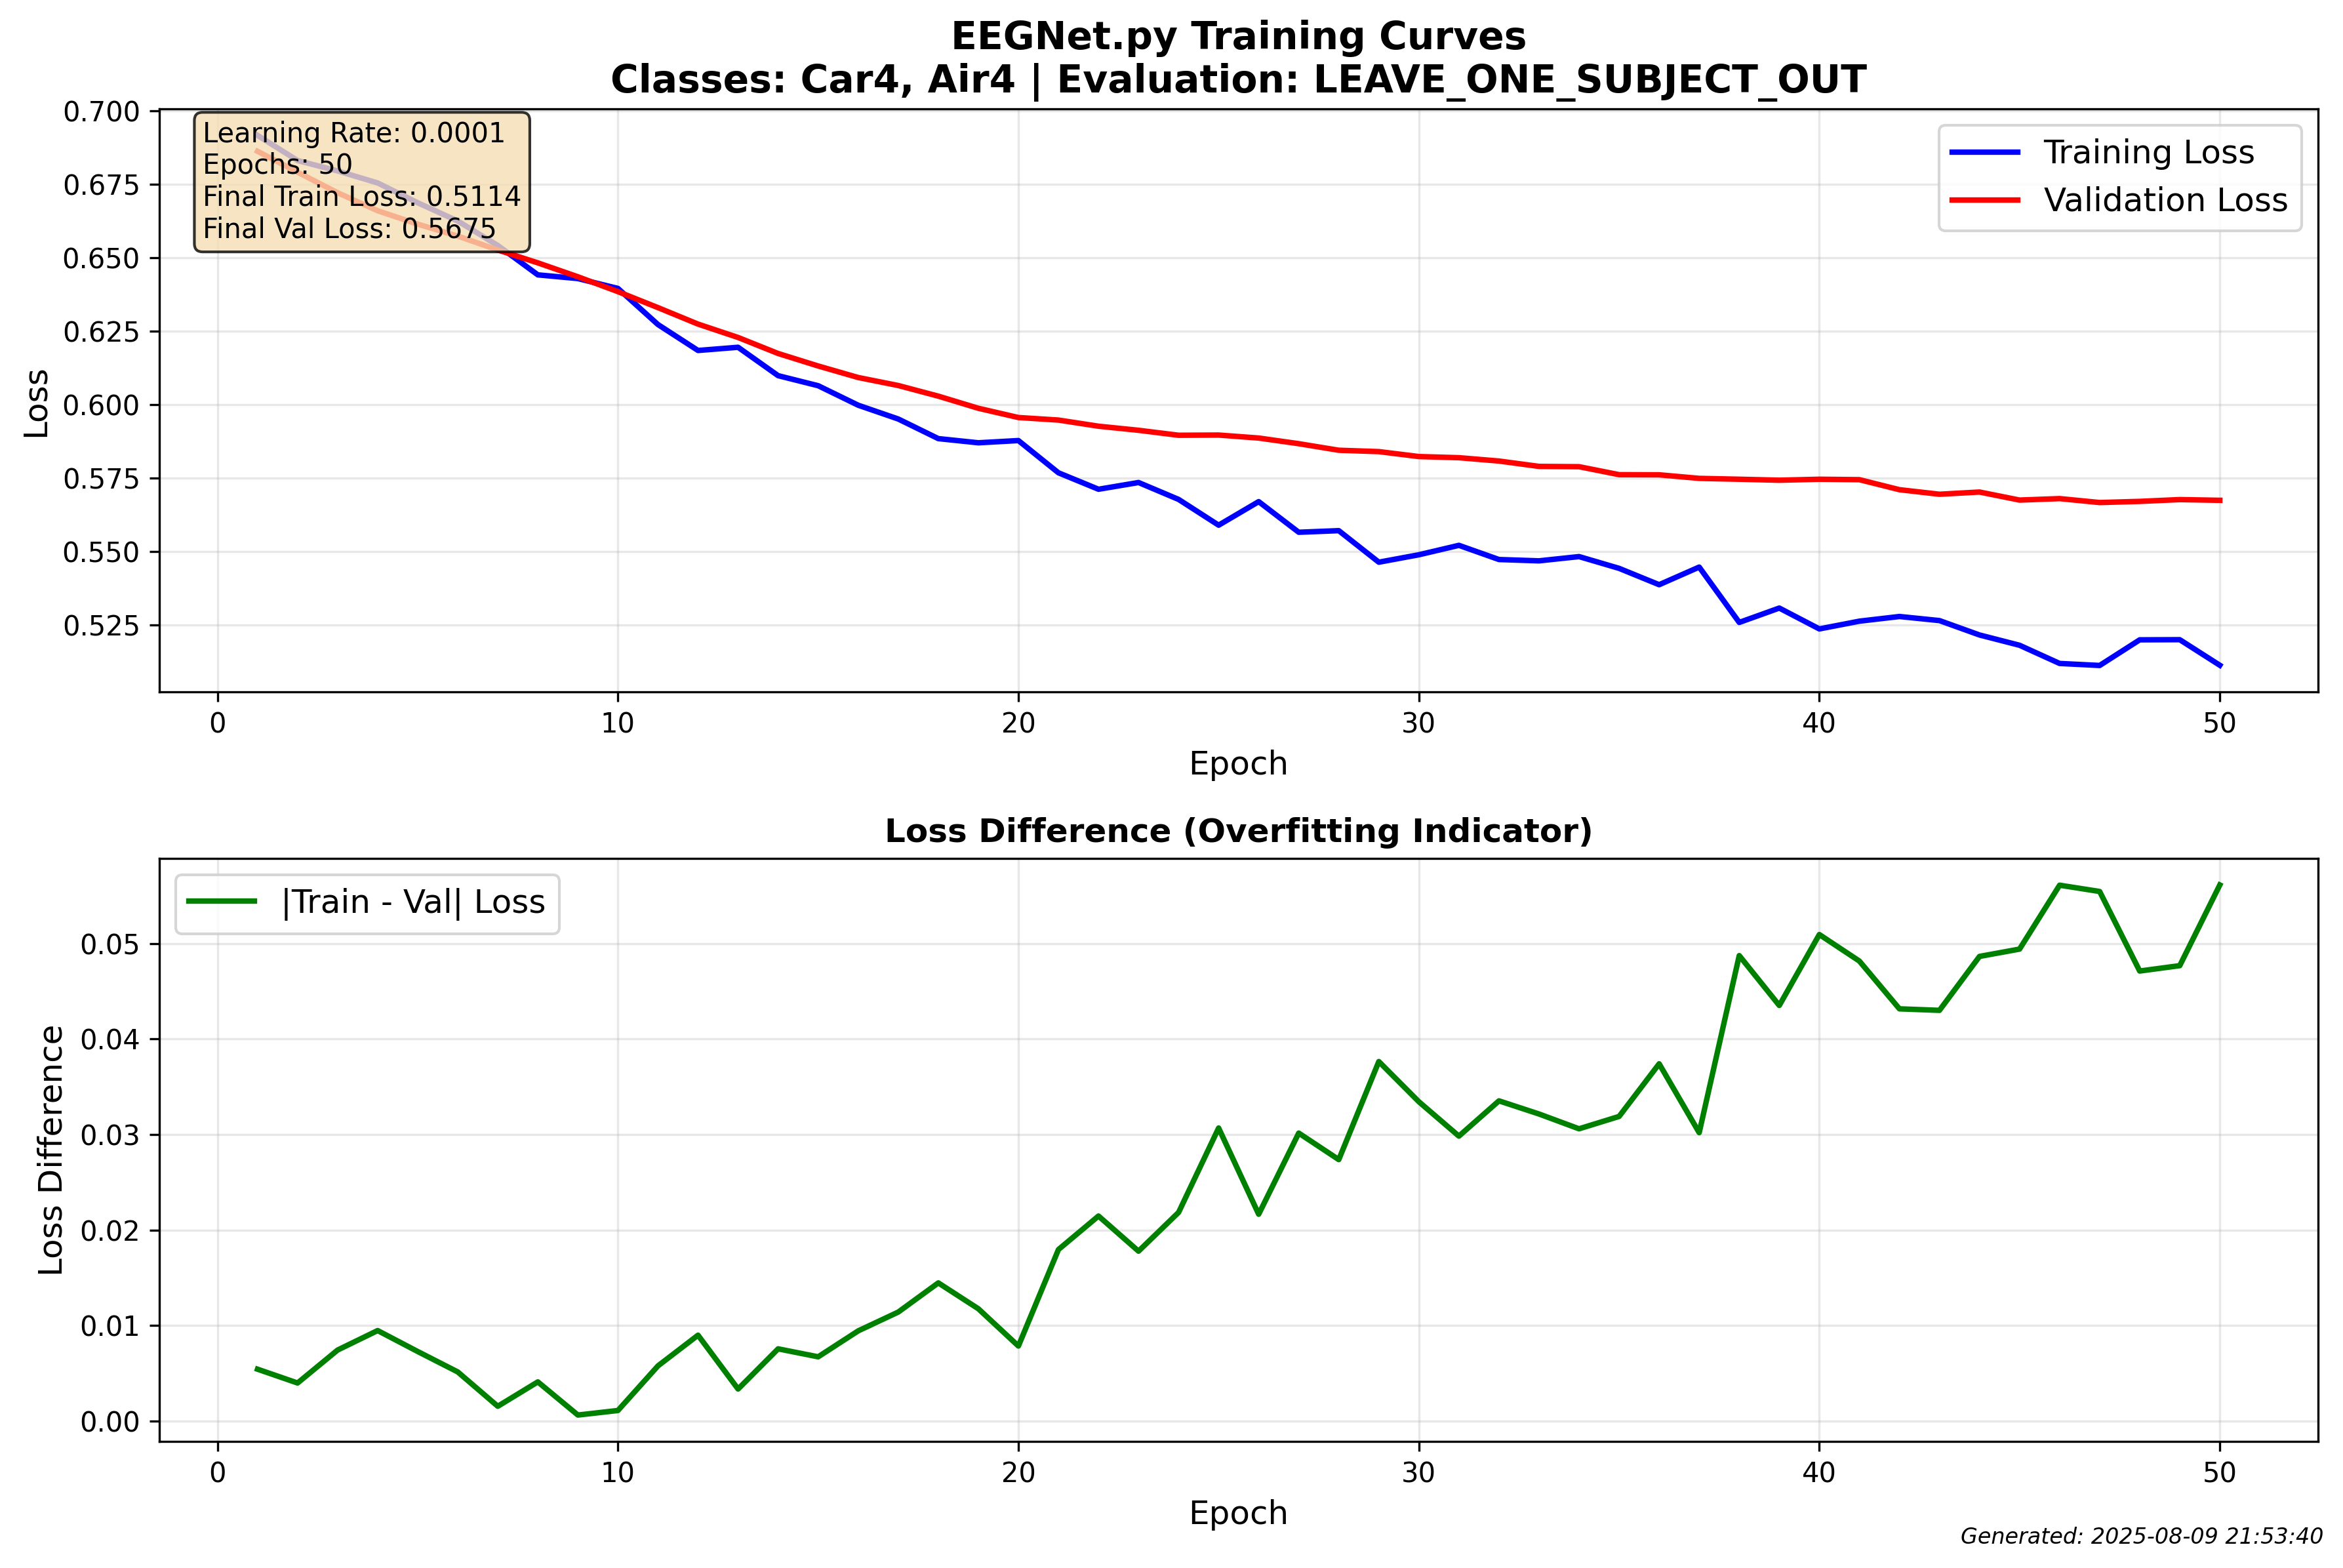 EEGNet.py Training Curves
Classes: Car4, Air4 | Evaluation: LEAVE_ONE_SUBJECT_OUT
Learning Rate: 0.0001
Epochs: 50
Final Train Loss: 0.5114
Final Val Loss: 0.5675
Training Loss
Validation Loss
0.700
0.675
0.650
0.625
0.600
0.575
0.550
0.525
Loss
0 10 20 30 40 50
Epoch
Loss Difference (Overfitting Indicator)
|Train - Val| Loss
0.05
0.04
0.03
0.02
0.01
0.00
Loss Difference
0 10 20 30 40 50
Epoch
Generated: 2025-08-09 21:53:40